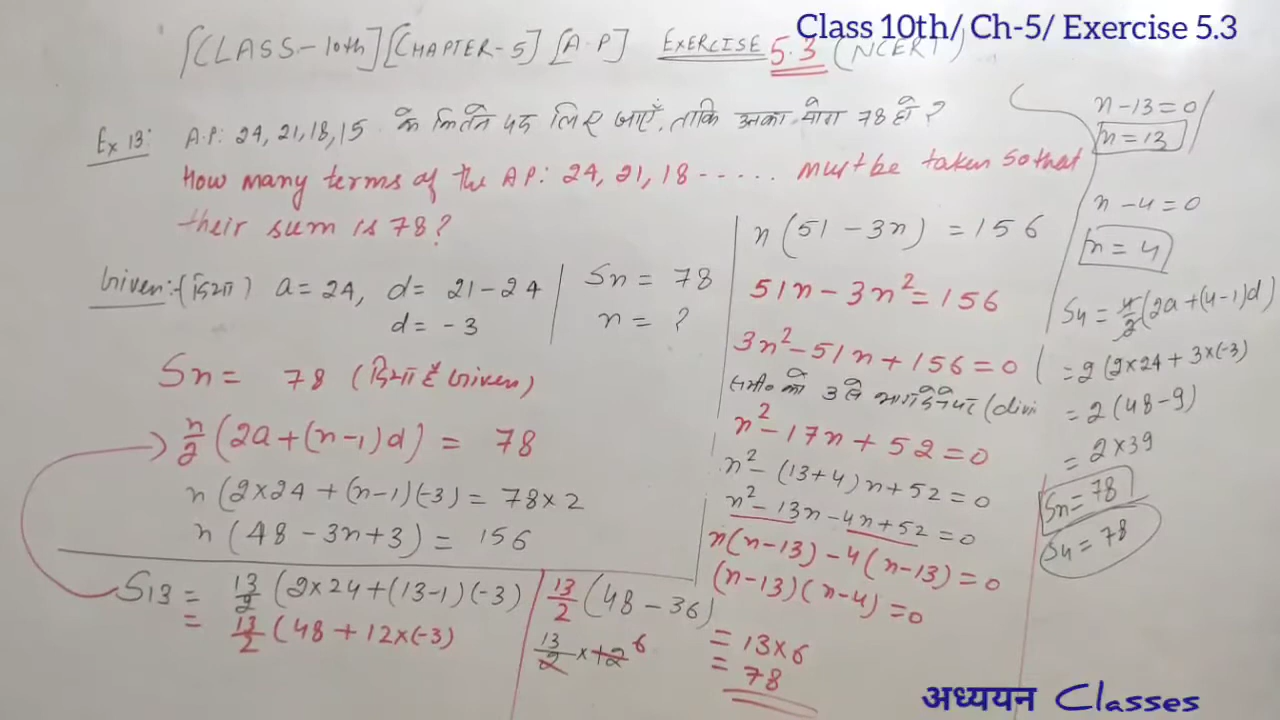 Class 10th/ Ch-5/ Exercise 5.3
[CLASS-10th] [CHAPTER-5] [A.P] EXERCISE 5.3 (NCERT)
Ex 13: A.P: 24, 21, 18, 15 के कितने पद लिए जाएँ, ताकि उनका योग 78 हो ?
How many terms of the AP: 24, 21, 18 ..... must be taken so that
their sum is 78?
Given:- (दिया) a = 24, d = 21 - 24
d = -3
Sn = 78
n = ?
Sn = 78 (दिया है Given)
n/2 (2a + (n-1)d) = 78
n (2×24 + (n-1)(-3) = 78×2
n (48 - 3n + 3) = 156
S13 = 13/2 (2×24 + (13-1)(-3)
= 13/2 (48 + 12×(-3)
13/2 (48 - 36)
13/2 × 12 6
= 13×6
= 78
n (51 - 3n) = 156
51n - 3n² = 156
3n² - 51n + 156 = 0
को 3 से भाग देने पर (divi
n² - 17n + 52 = 0
n² - (13+4)n + 52 = 0
n² - 13n - 4n + 52 = 0
n(n-13) - 4(n-13) = 0
(n-13)(n-4) = 0
n - 13 = 0
n = 13
n - 4 = 0
n = 4
S4 = 4/2 (2a + (4-1)d)
= 2 (2×24 + 3×(-3)
= 2 (48 - 9)
= 2×39
Sn = 78
S4 = 78
अध्ययन Classes